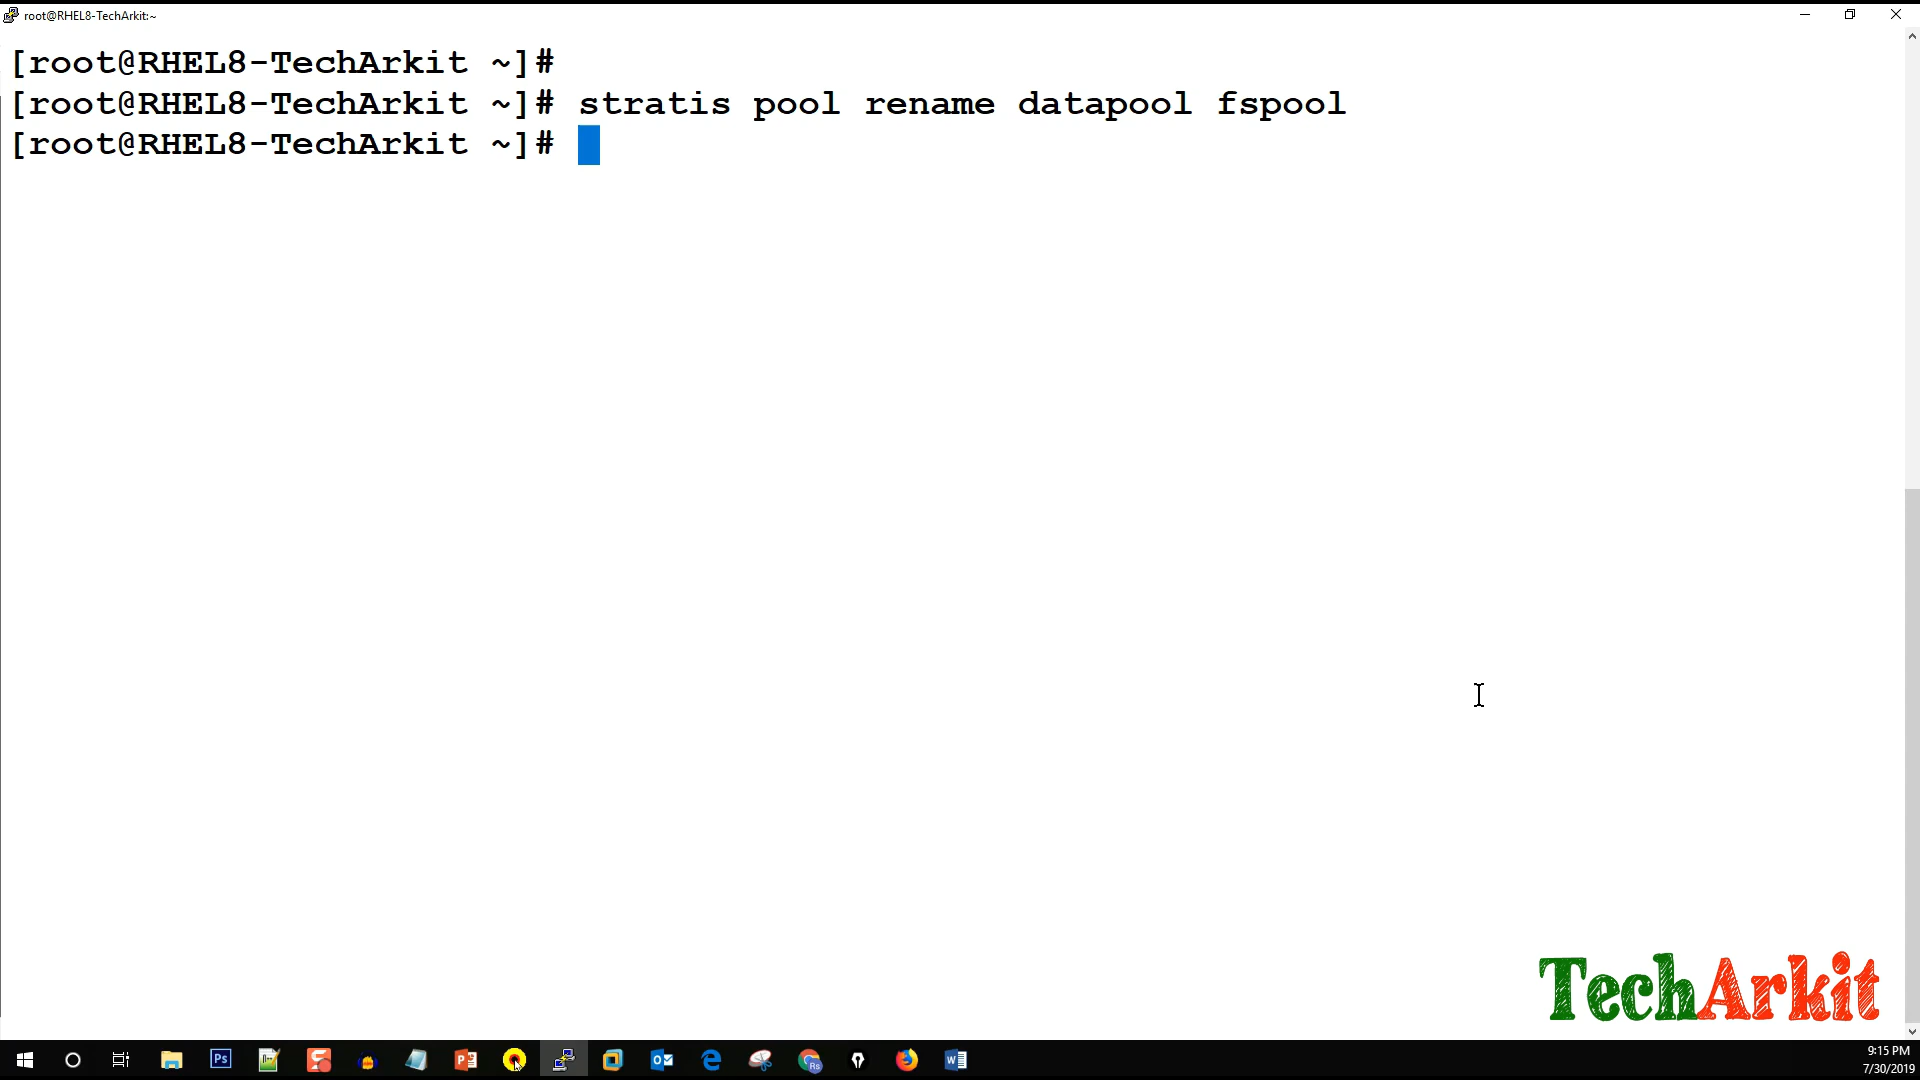 root@RHEL8-TechArkit:~
[root@RHEL8-TechArkit ~]#
[root@RHEL8-TechArkit ~]# stratis pool rename datapool fspool
[root@RHEL8-TechArkit ~]#
TechArkit
9:15 PM
7/30/2019